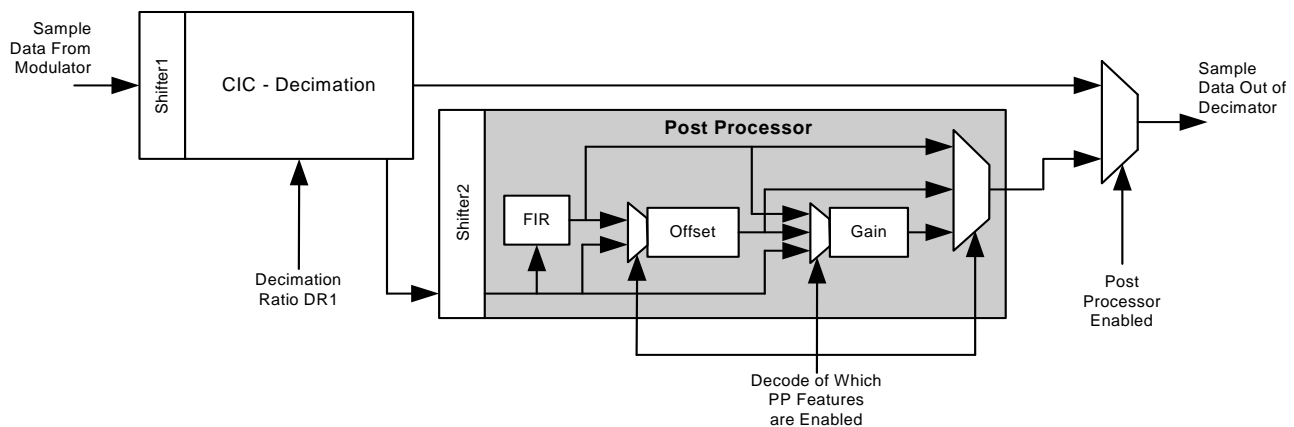 Sample
Data From
Modulator
Shifter1
CIC - Decimation
Sample
Data Out of
Decimator
Post Processor
Shifter2
FIR
Offset
Gain
Decimation
Ratio DR1
Post
Processor
Enabled
Decode of Which
PP Features
are Enabled